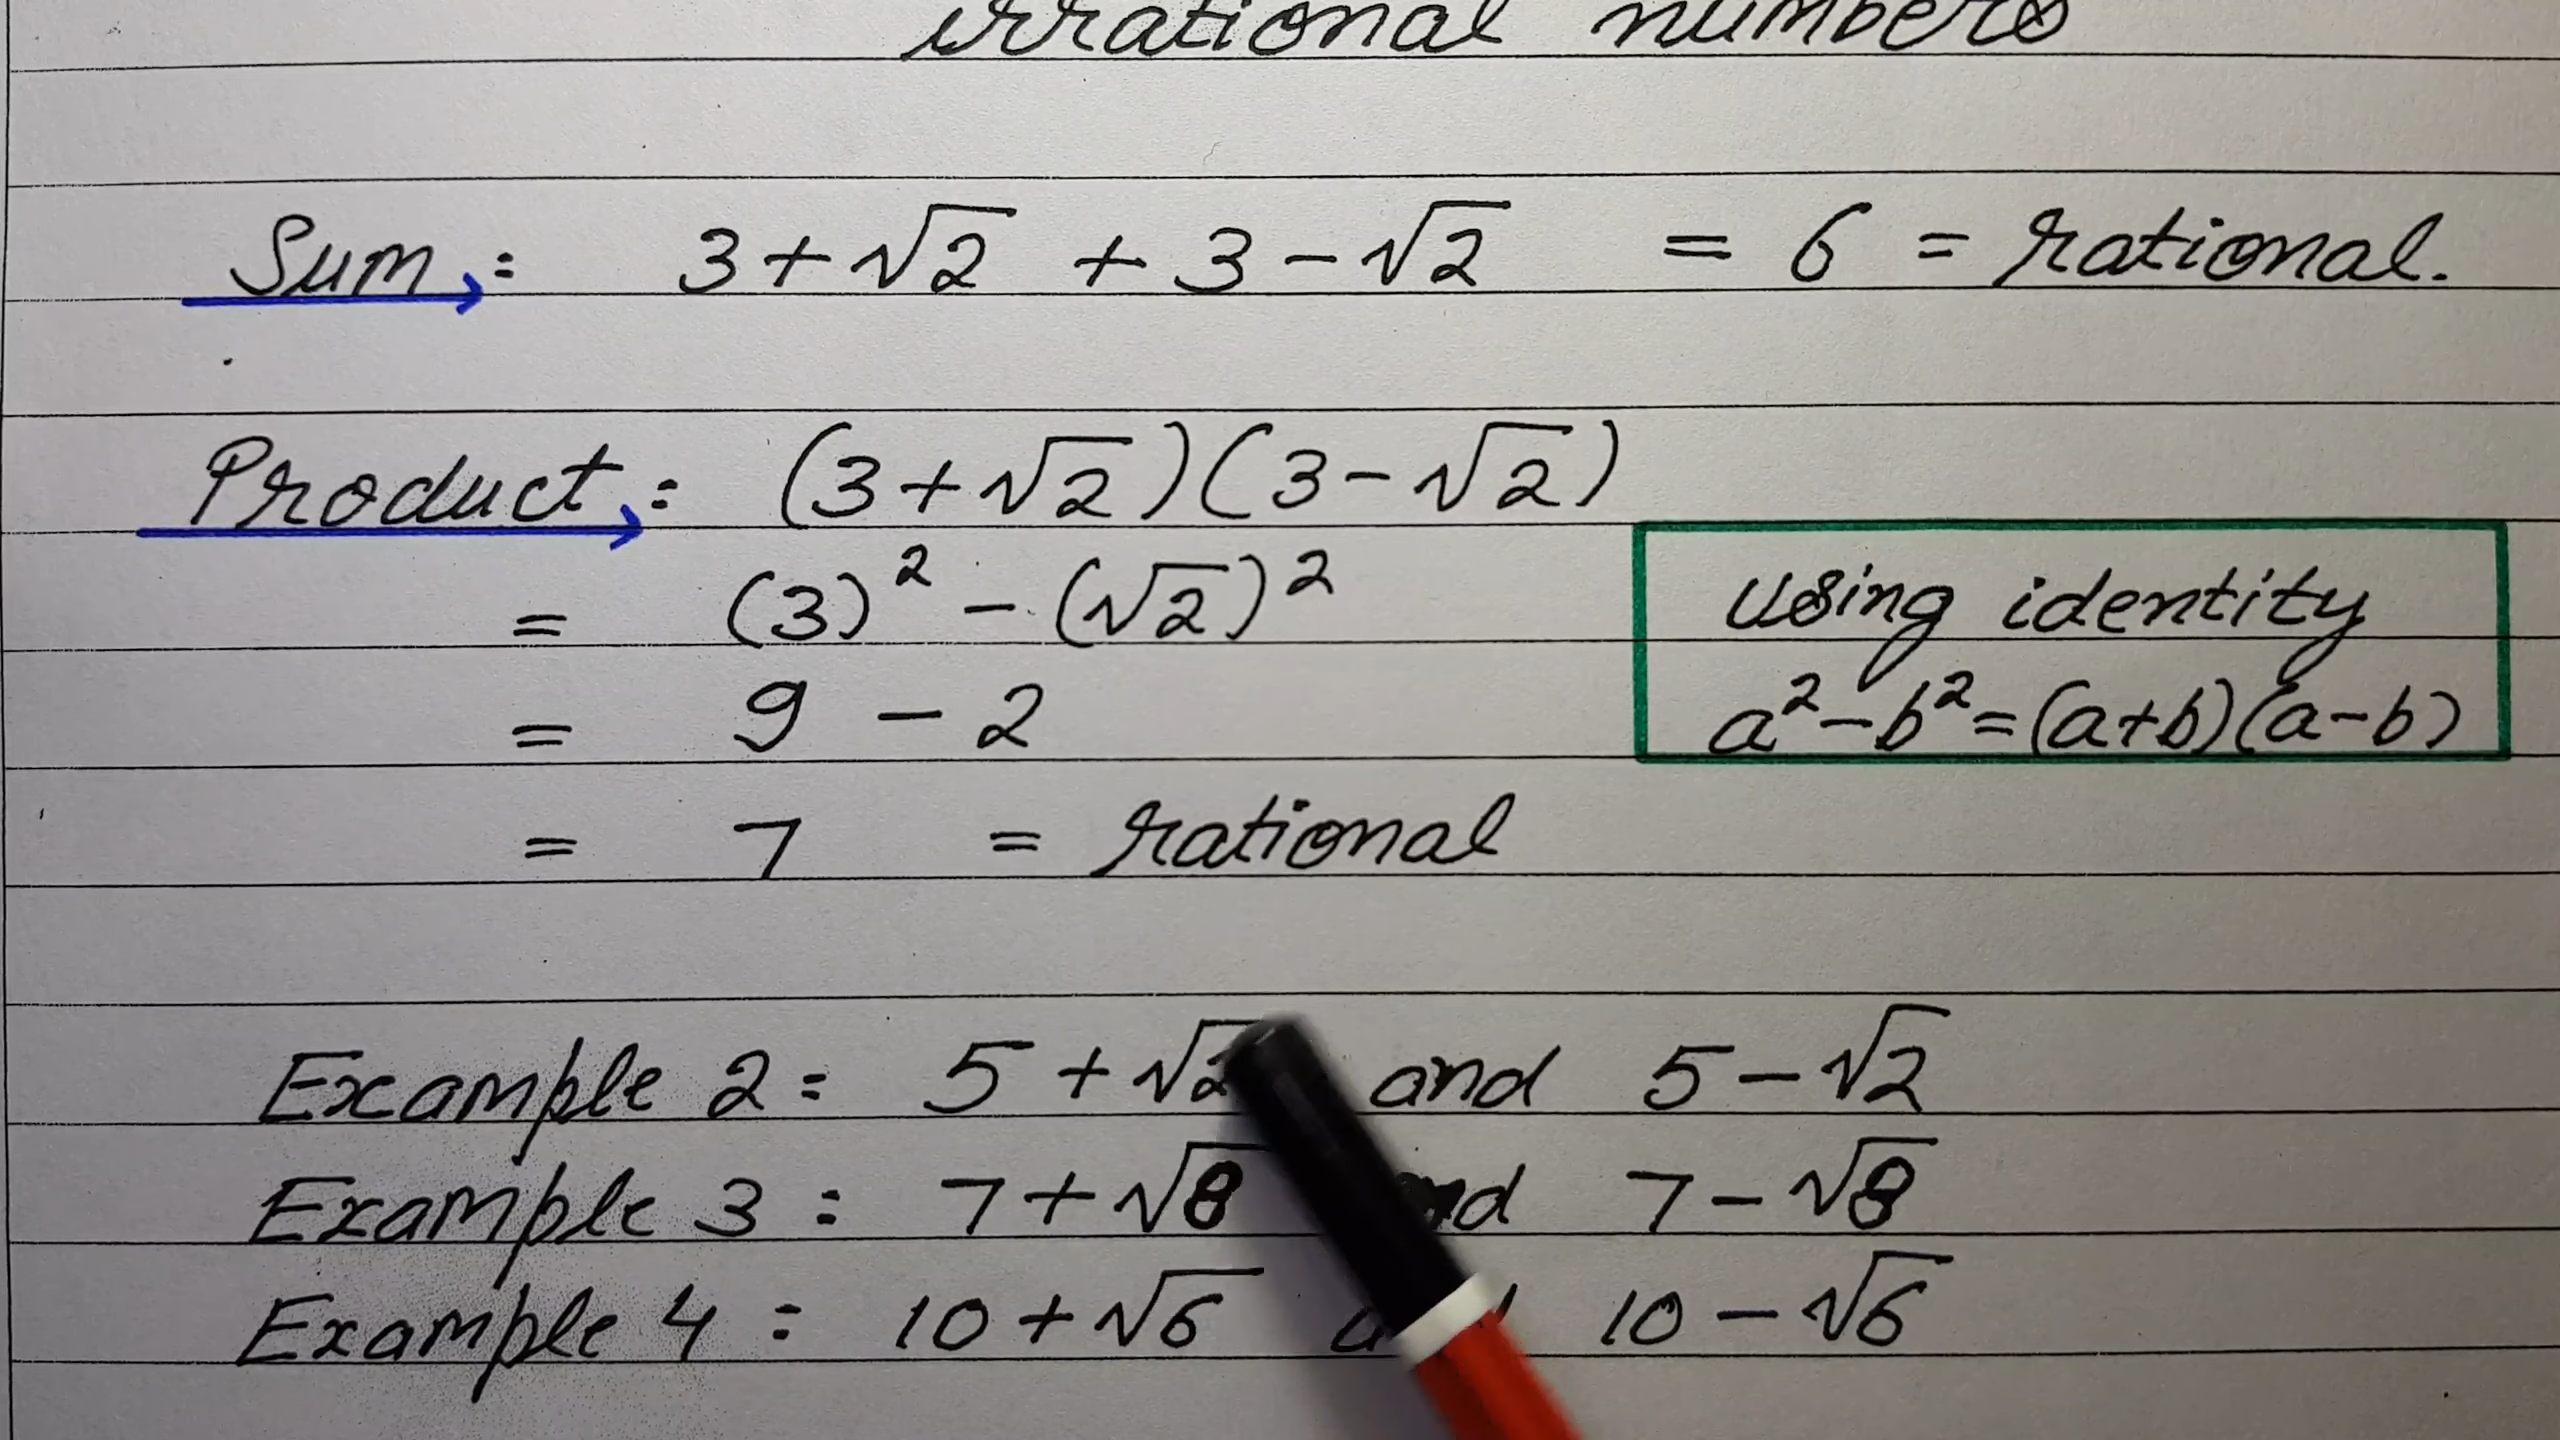 irrational numbers
Sum : 3 + √2 + 3 - √2 = 6 = rational.
Product : (3 + √2)(3 - √2)
= (3)² - (√2)²
= 9 - 2
= 7 = rational
using identity
a² - b² = (a+b)(a-b)
Example 2 : 5 + √2 and 5 - √2
Example 3 : 7 + √8 and 7 - √8
Example 4 : 10 + √6 10 - √6